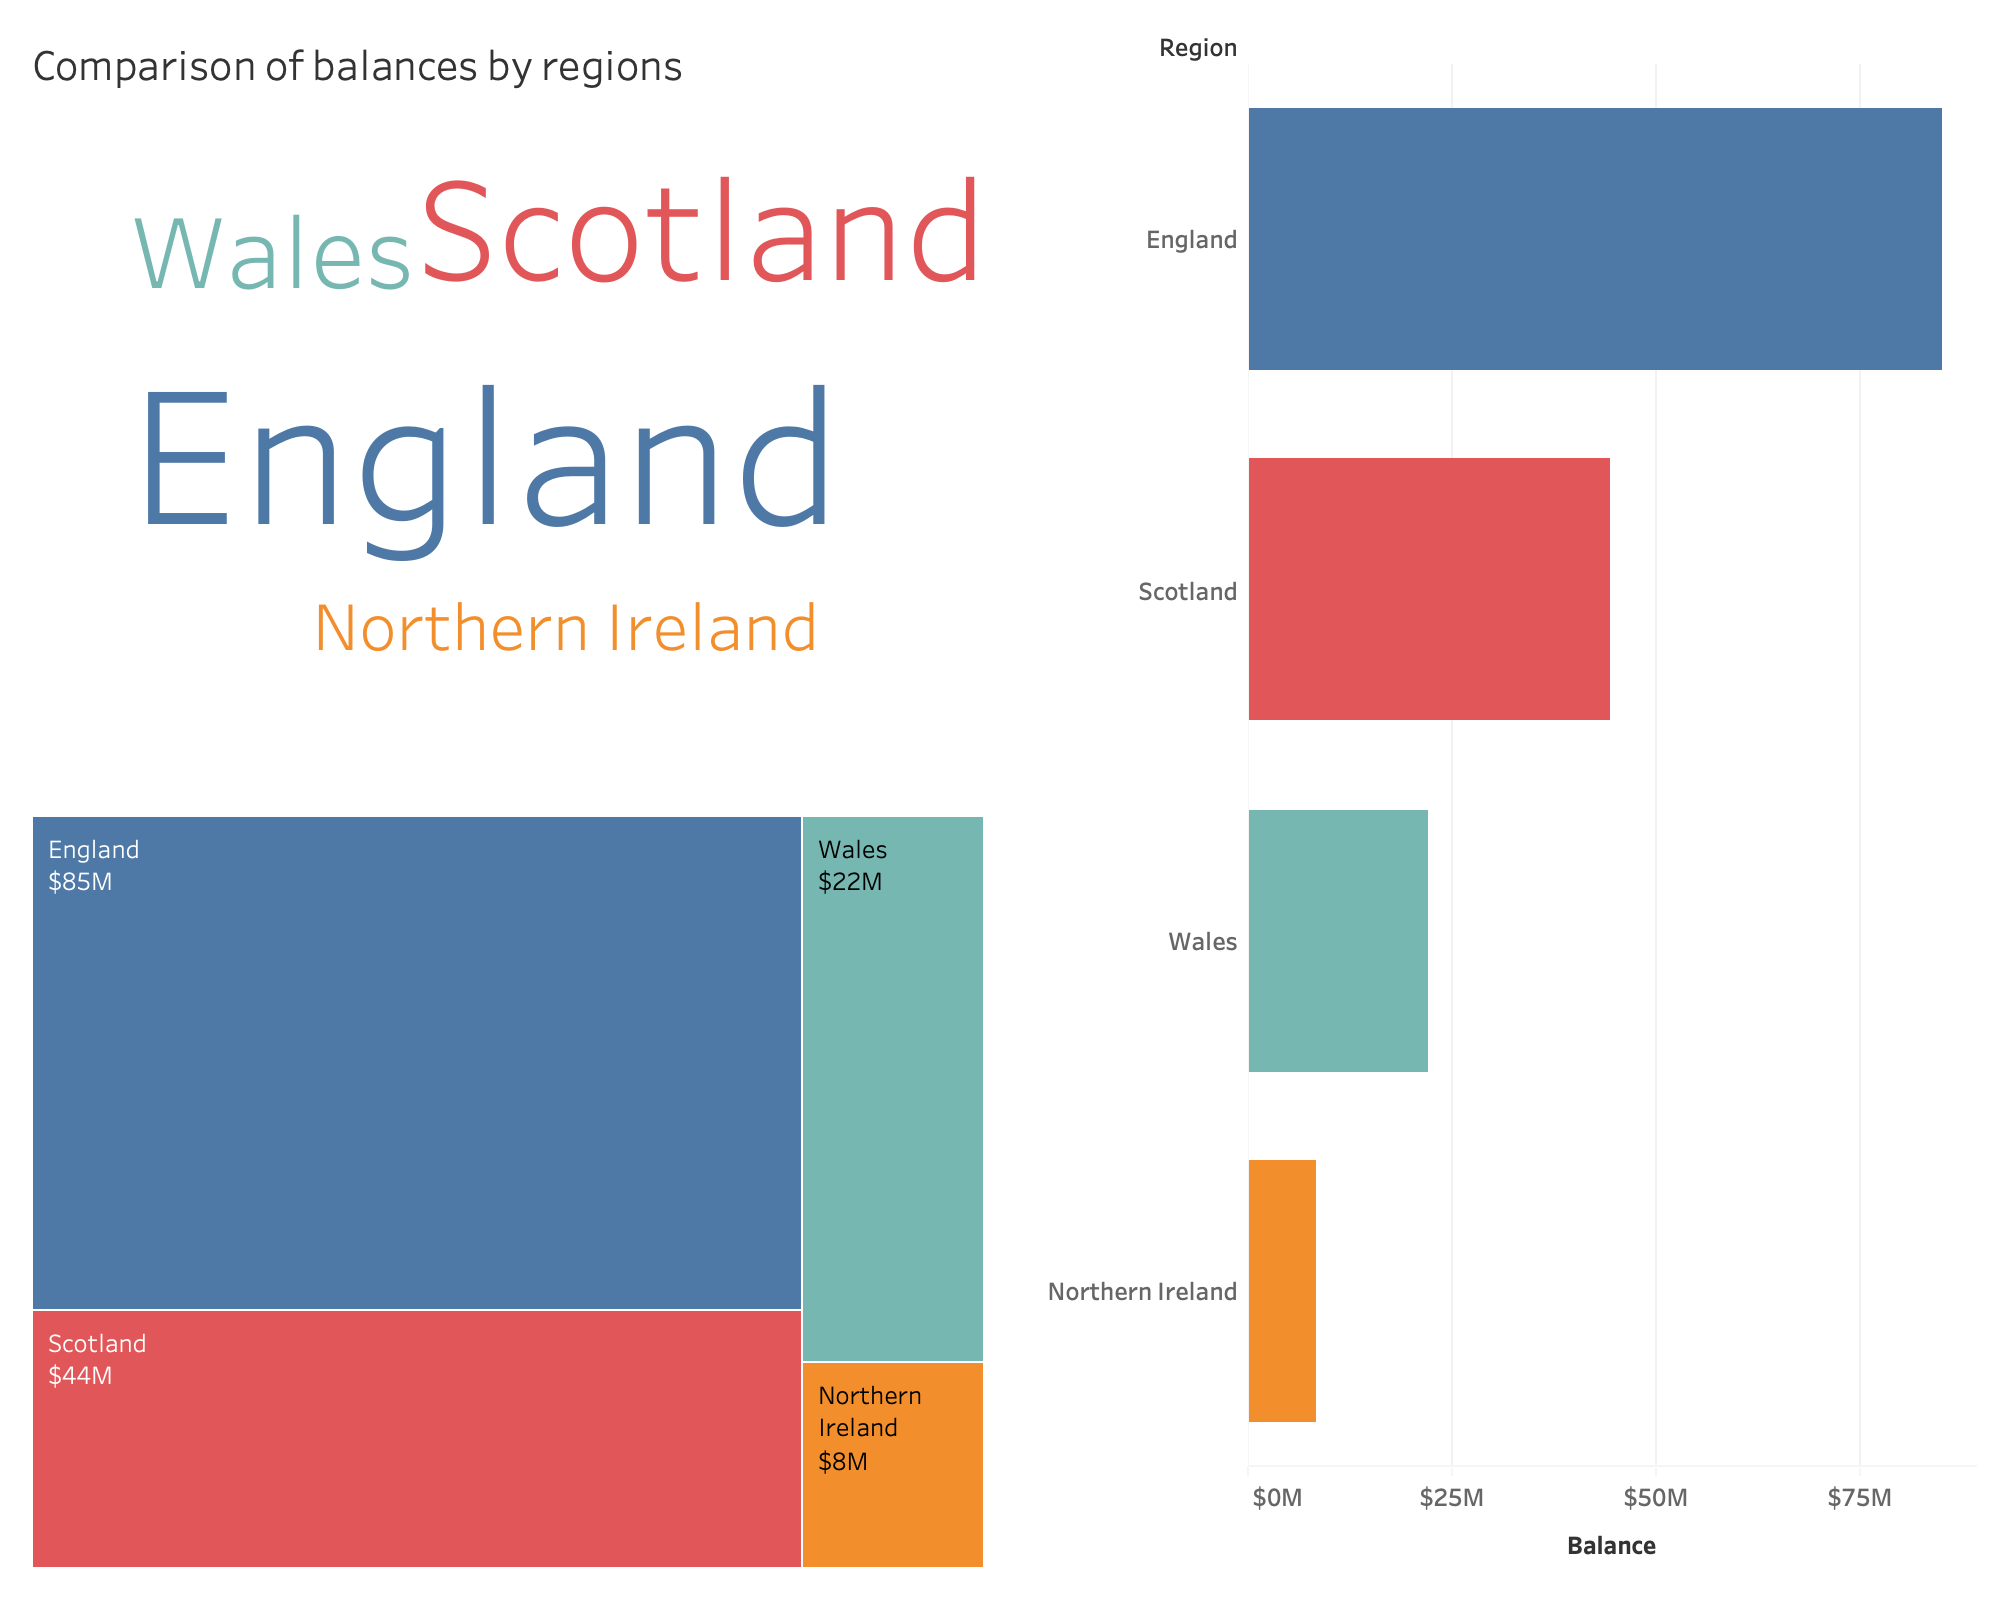 Comparison of balances by regions
Wales Scotland
England
Northern Ireland
England
$85M
Wales
$22M
Scotland
$44M
Northern
Ireland
$8M
Region
England
Scotland
Wales
Northern Ireland
$0M $25M $50M $75M
Balance